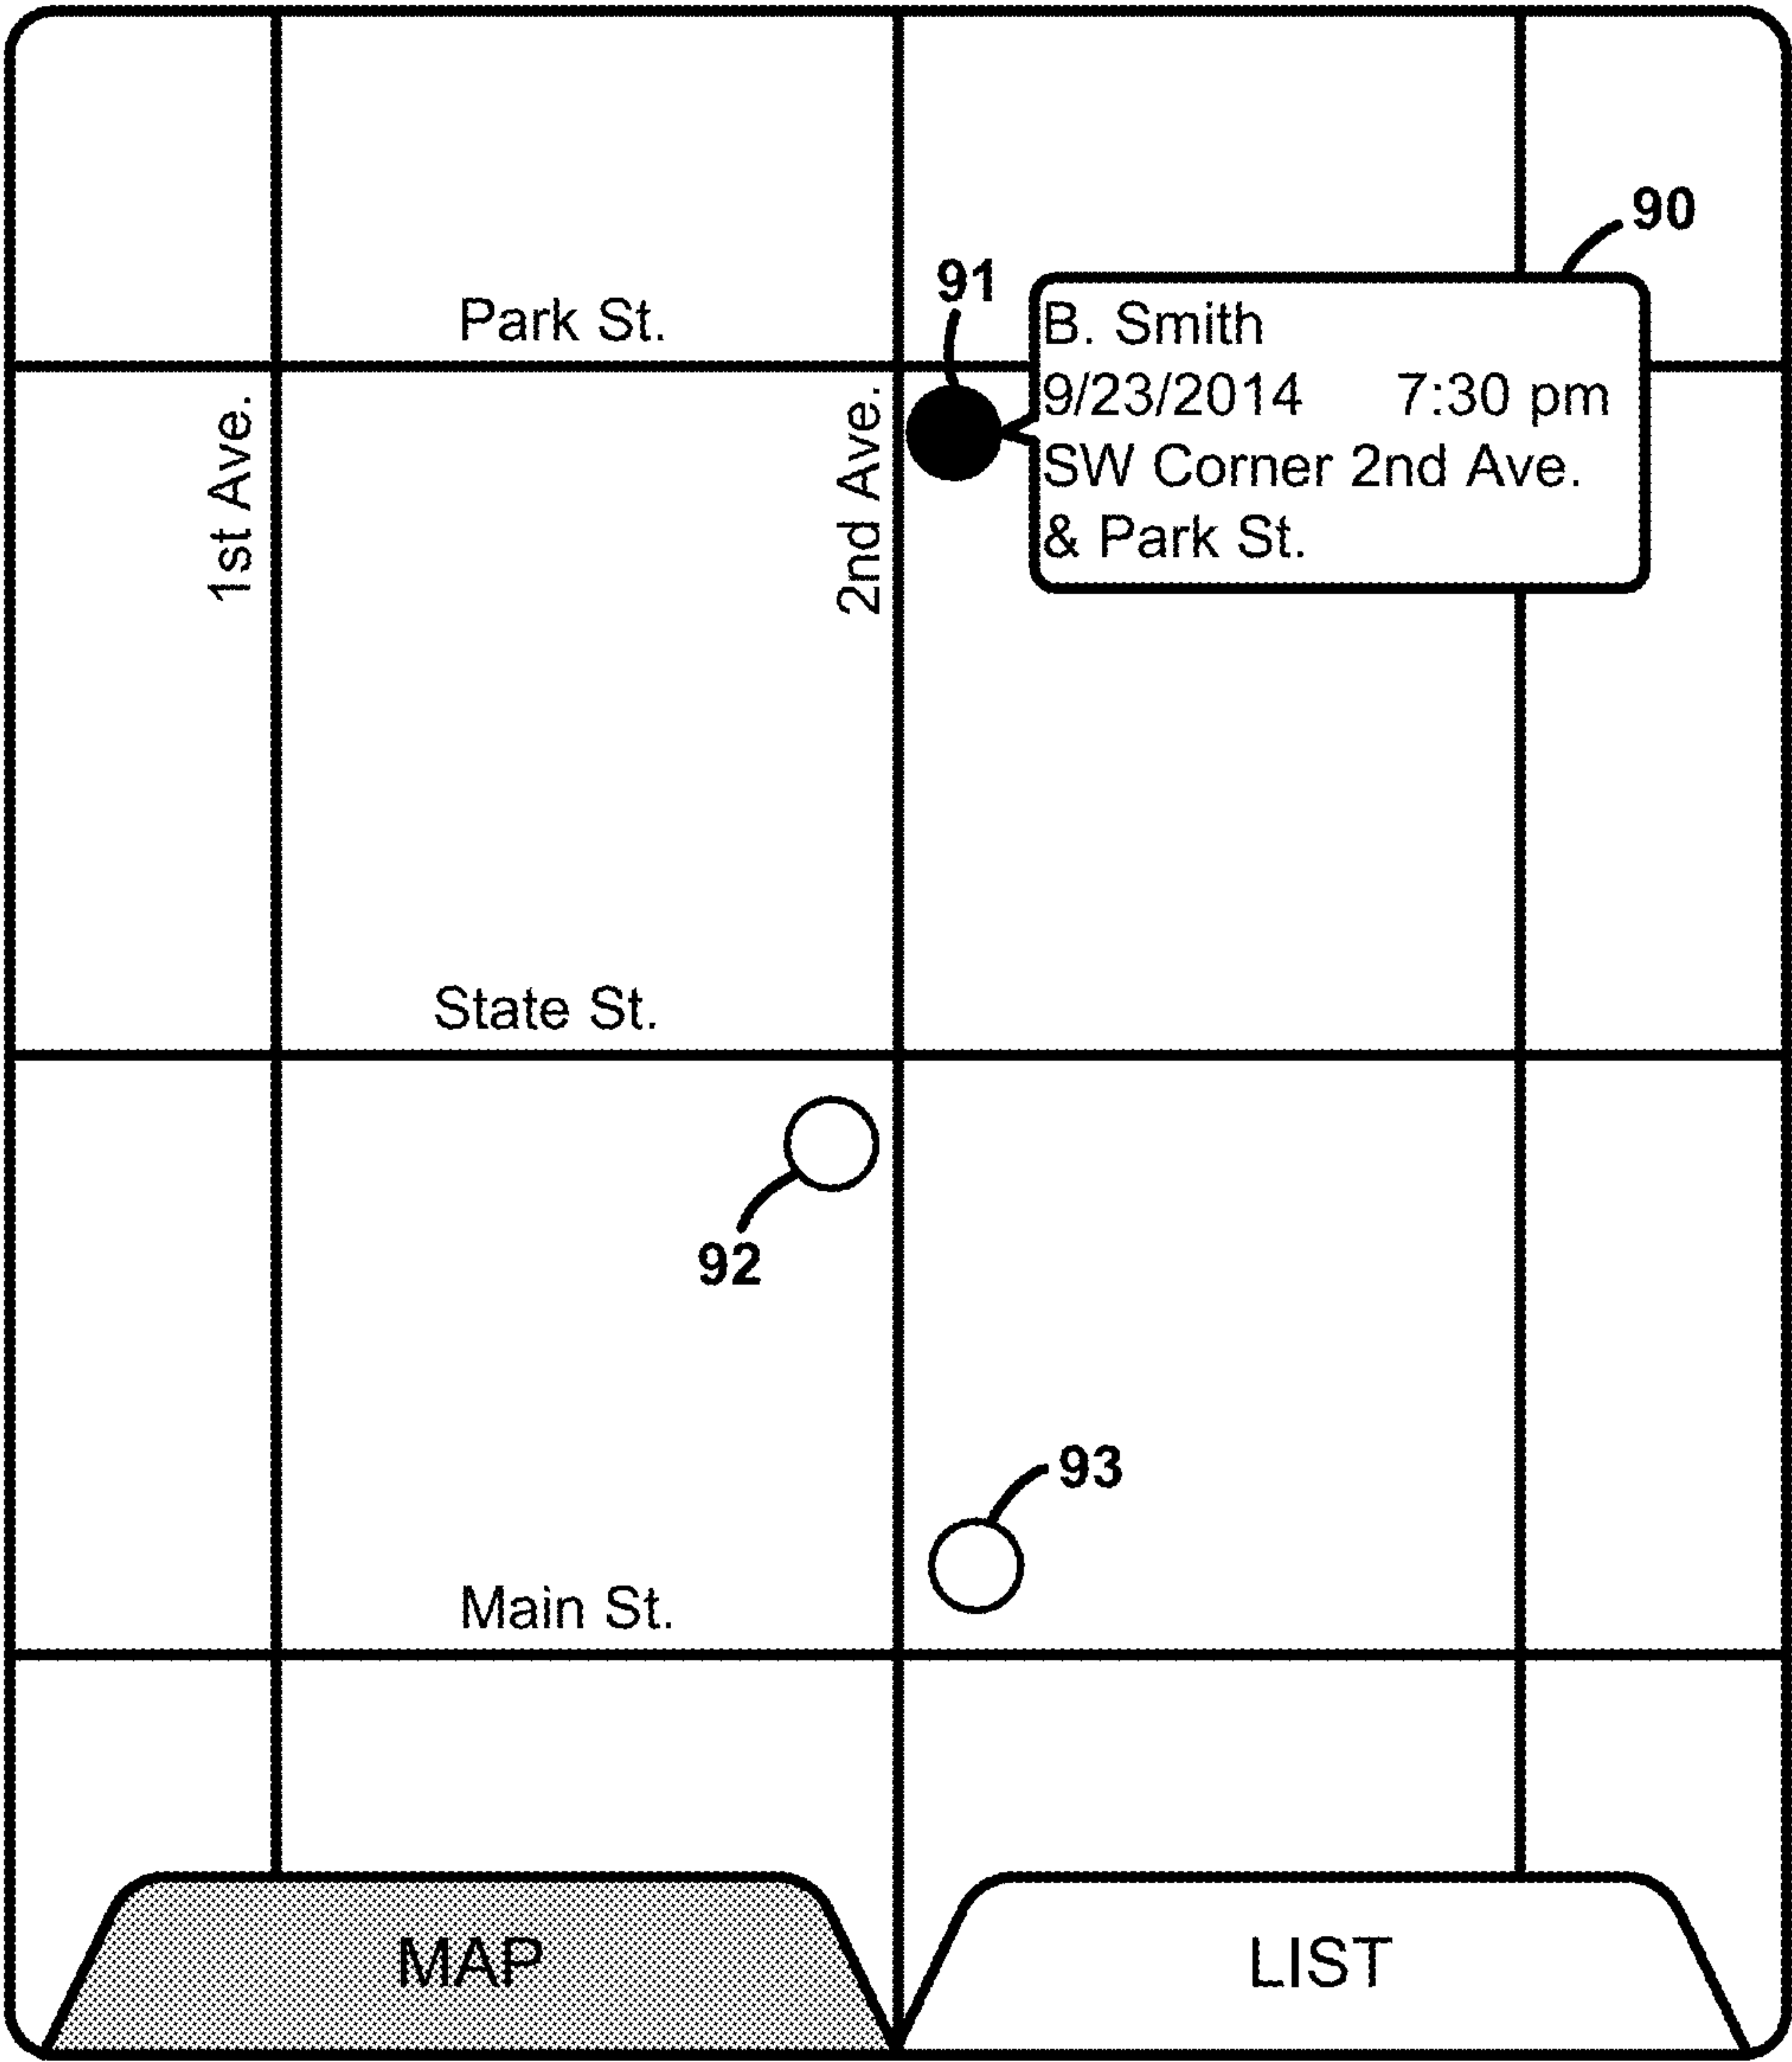 90
91
Park St.
B. Smith
9/23/2014 7:30 pm
SW Corner 2nd Ave.
& Park St.
1st Ave.
2nd Ave.
State St.
92
93
Main St.
MAP
LIST